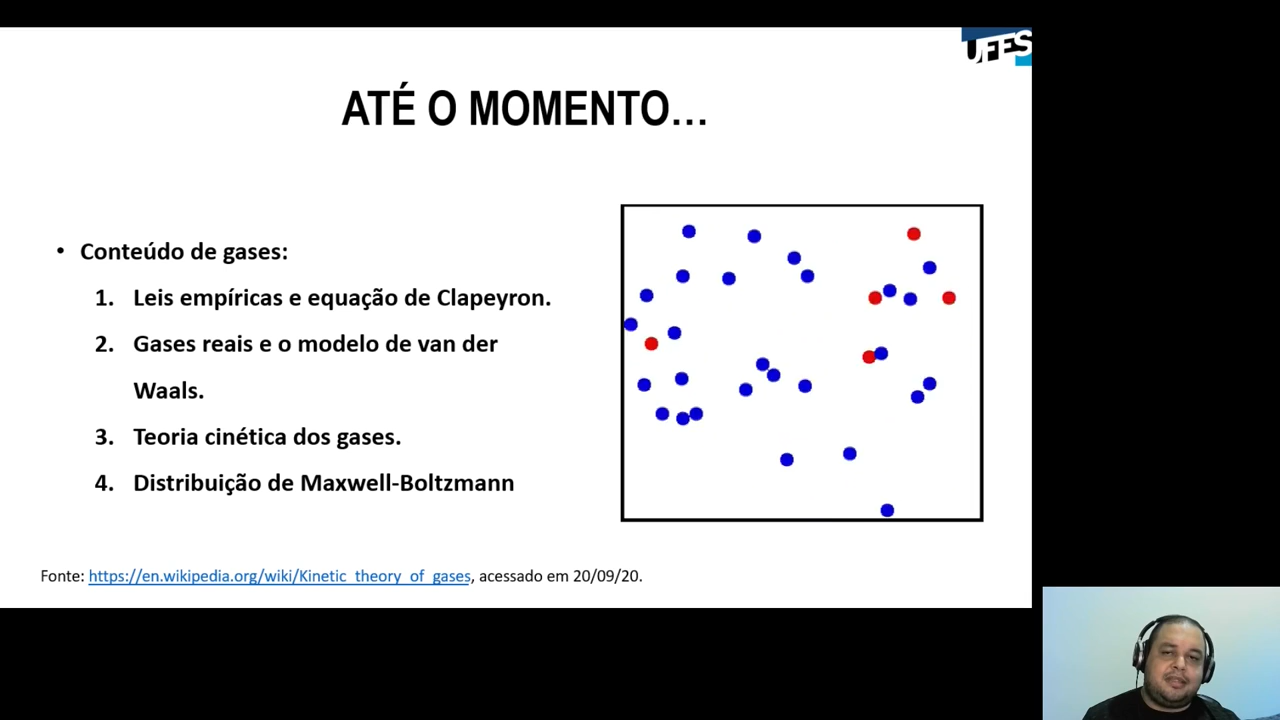 UFES
ATÉ O MOMENTO...
• Conteúdo de gases:
1. Leis empíricas e equação de Clapeyron.
2. Gases reais e o modelo de van der
Waals.
3. Teoria cinética dos gases.
4. Distribuição de Maxwell-Boltzmann
Fonte: https://en.wikipedia.org/wiki/Kinetic_theory_of_gases, acessado em 20/09/20.